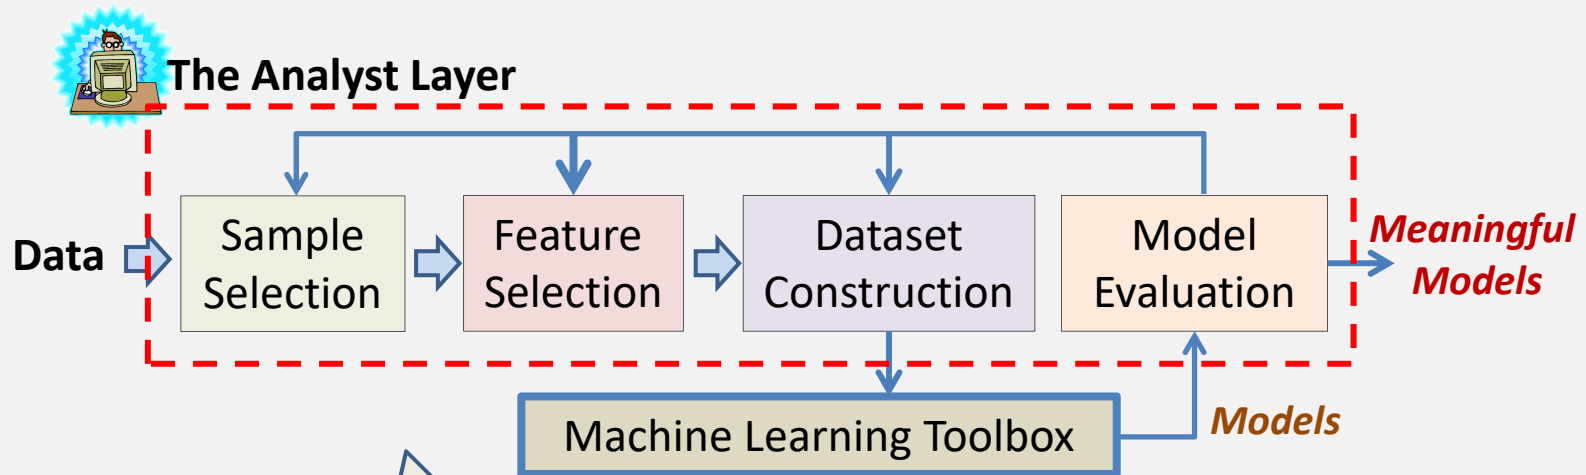 The Analyst Layer
Data
Sample
Selection
Feature
Selection
Dataset
Construction
Model
Evaluation
Meaningful
Models
Machine Learning Toolbox
Models